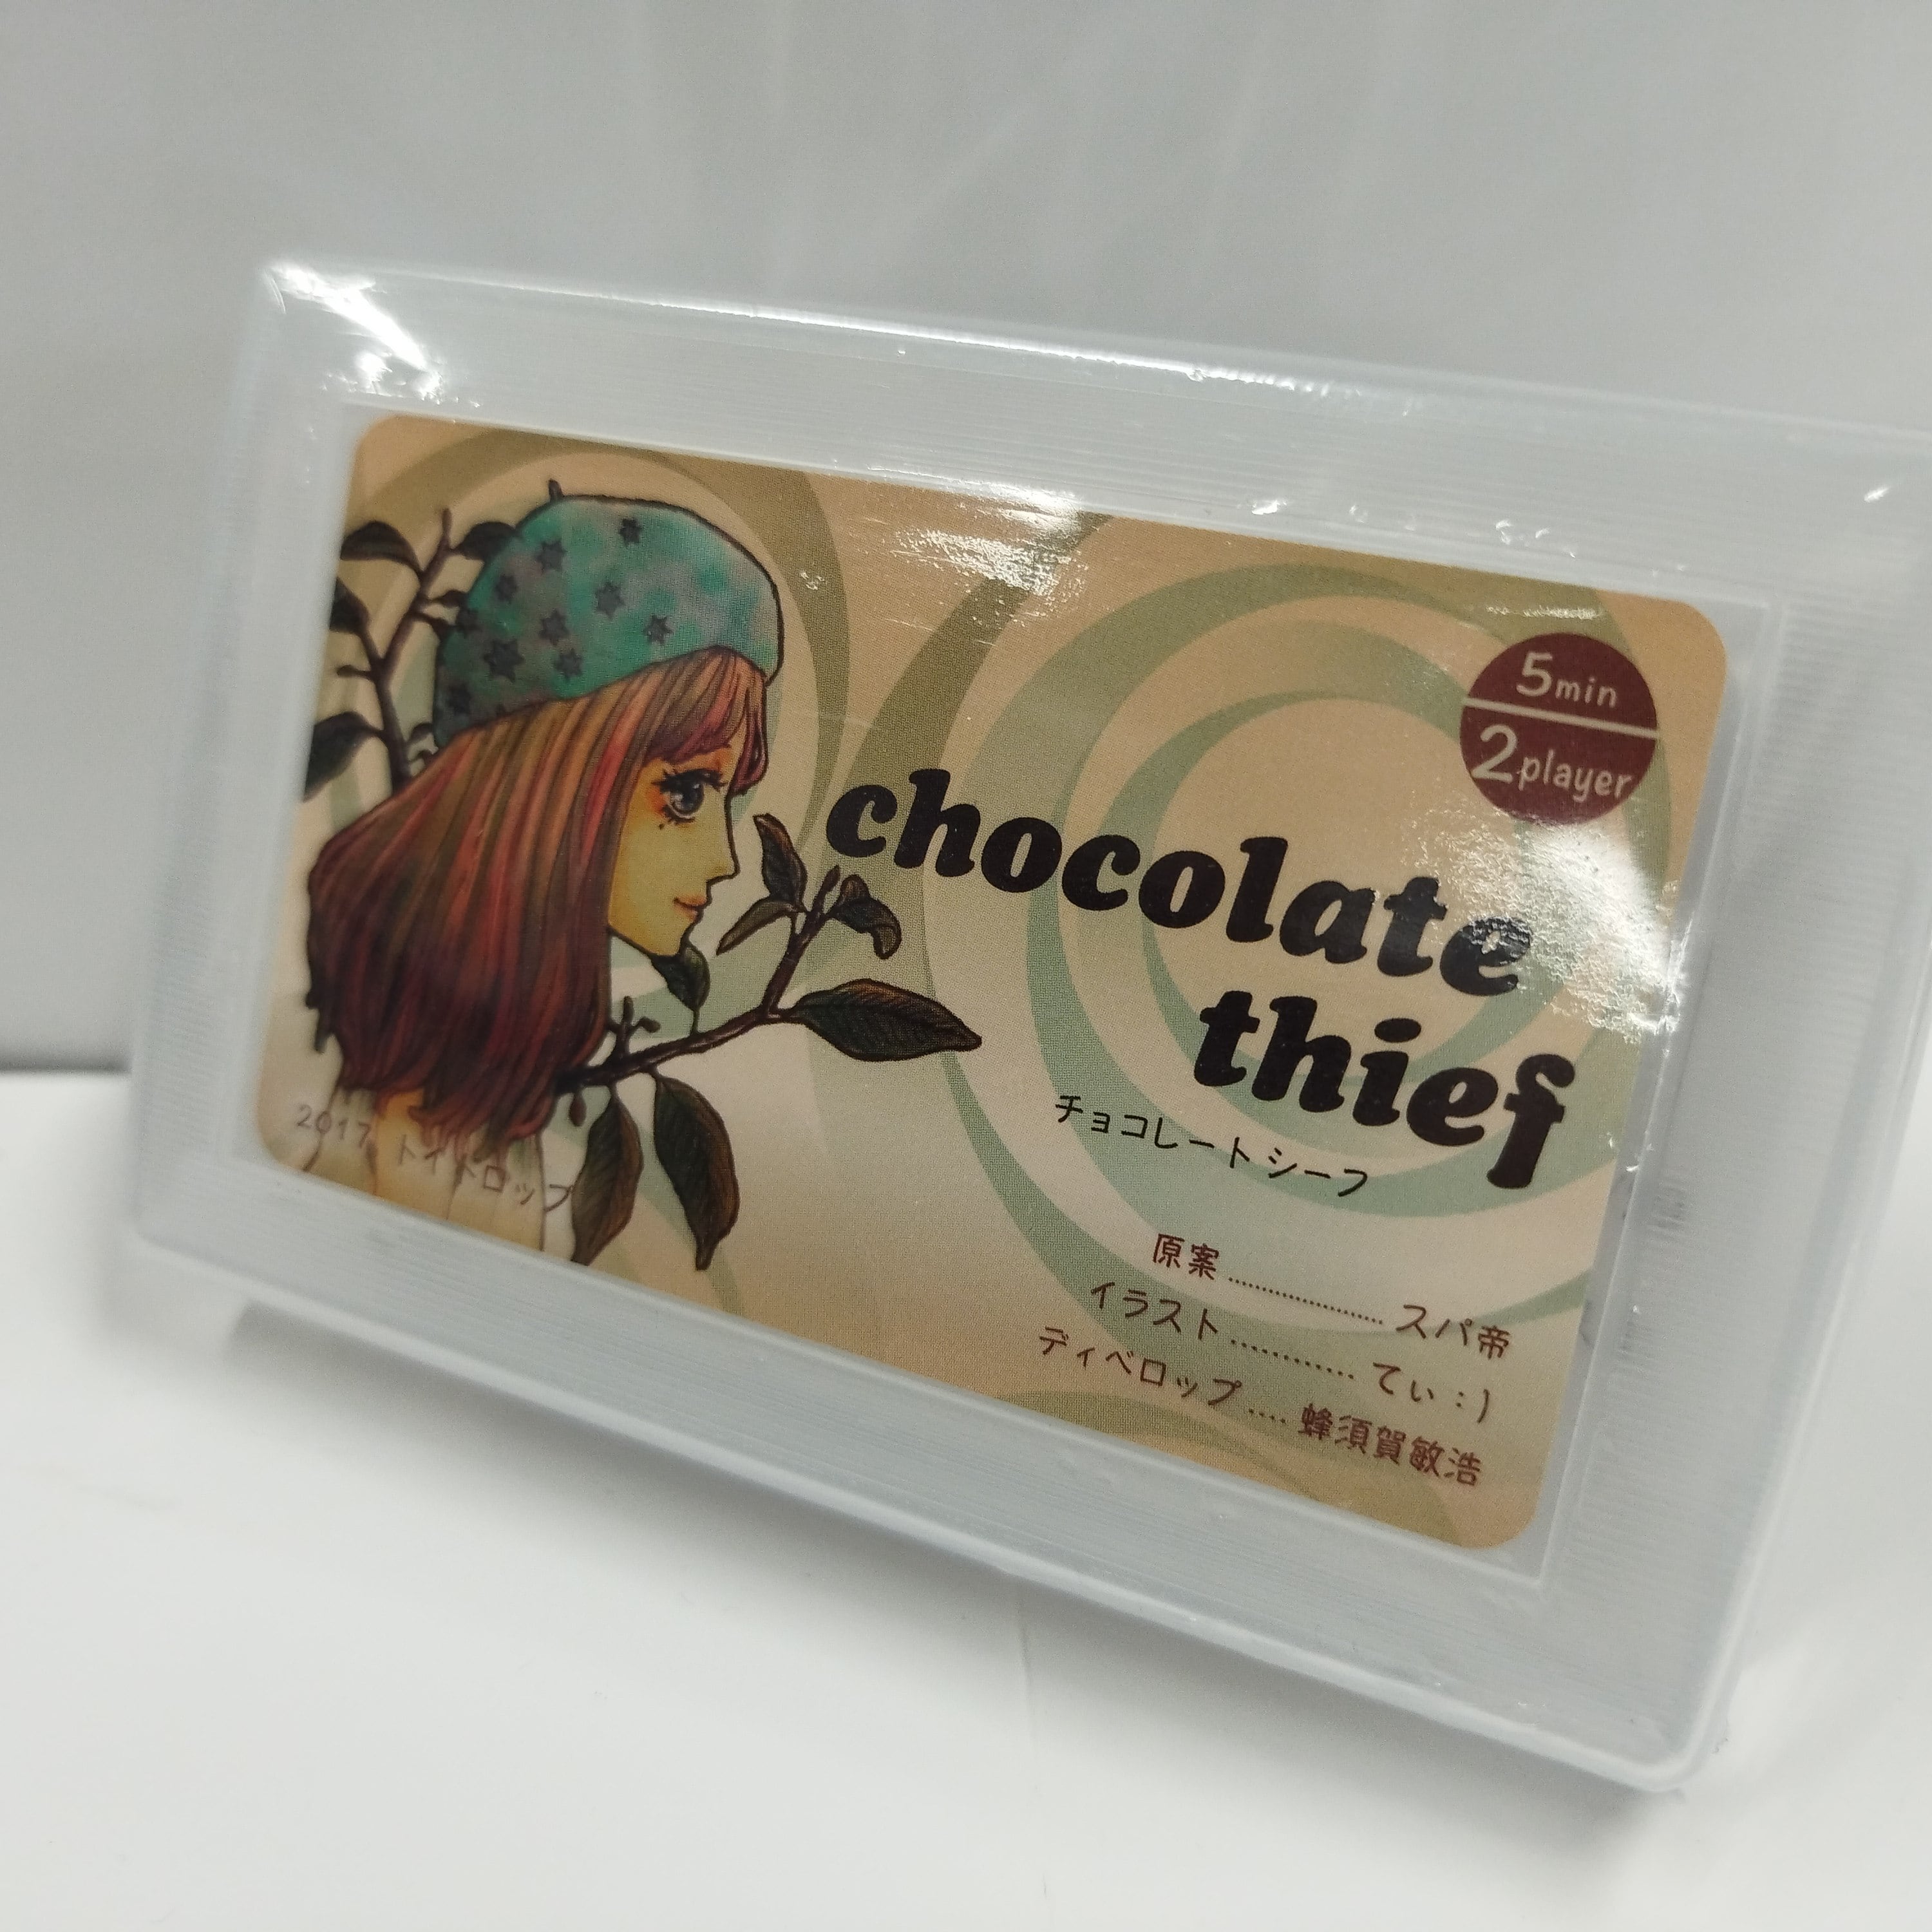 5min
2player
chocolate
thief
チョコレートシーフ
原案.....................スパ帝
イラスト............てぃ:)
ディベロップ....蜂須賀敏浩
2017 トイドロップ